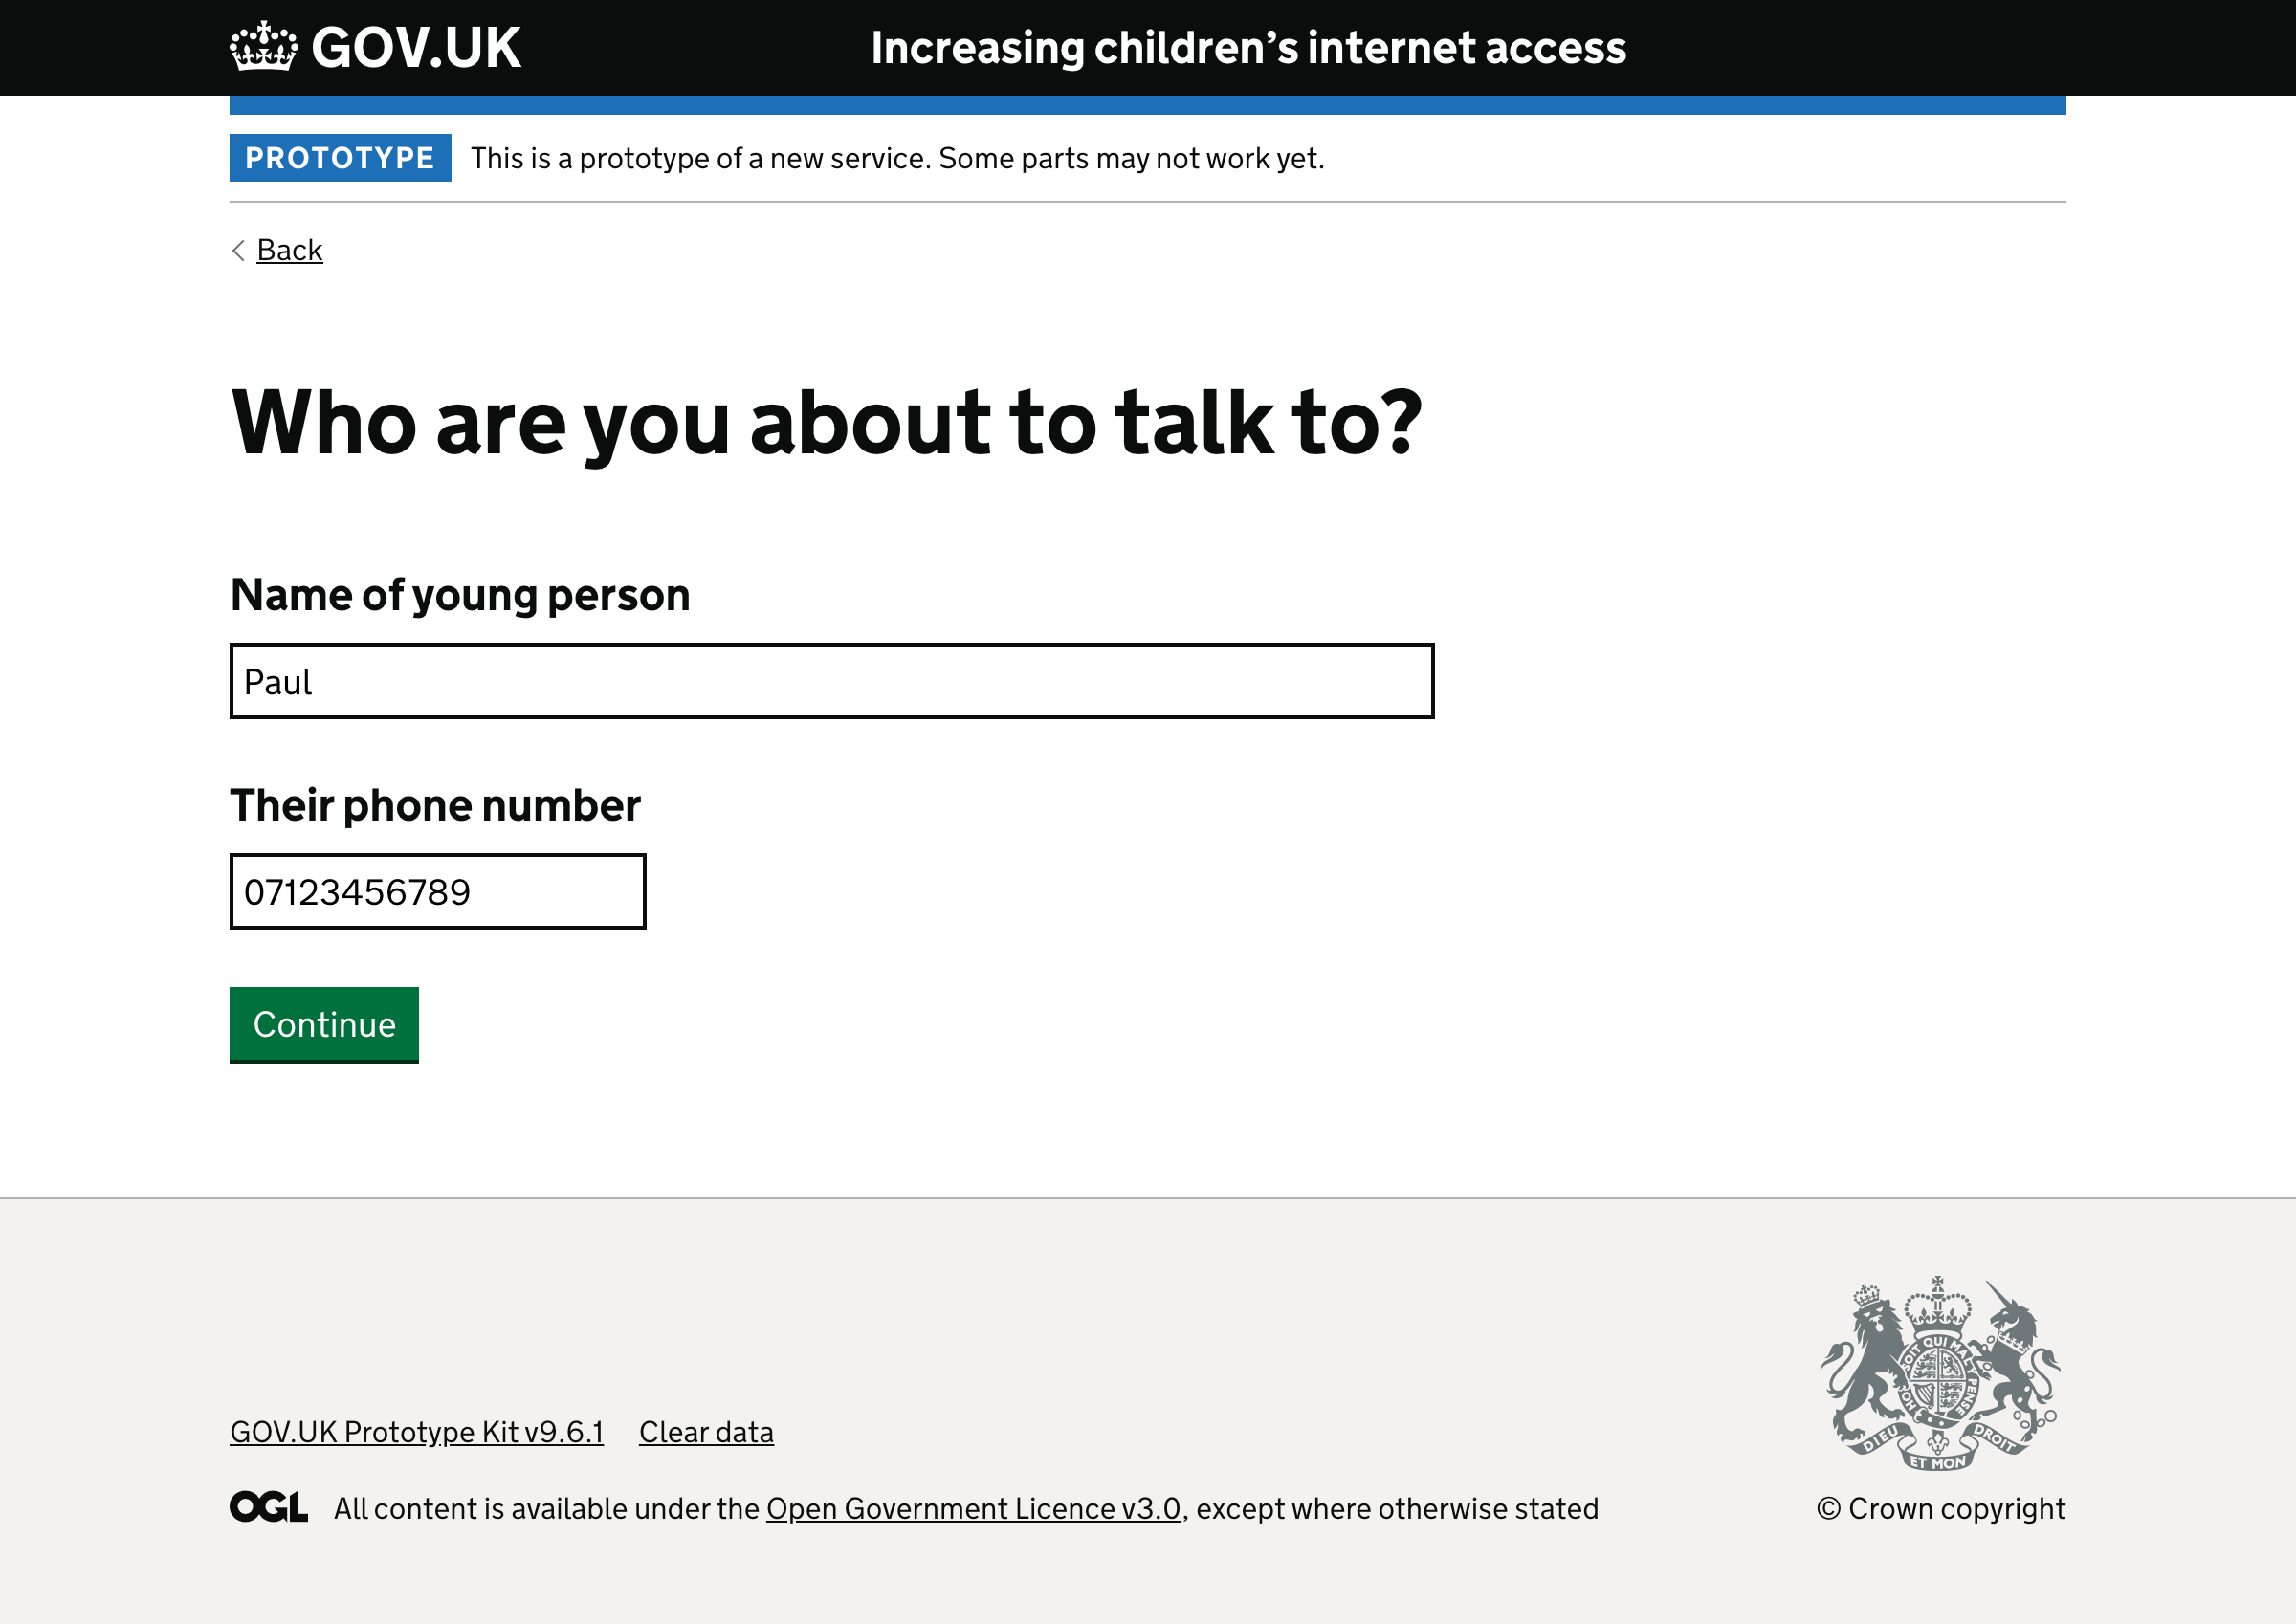 GOV.UK
Increasing children’s internet access
PROTOTYPE This is a prototype of a new service. Some parts may not work yet.
Back
Who are you about to talk to?
Name of young person
Paul
Their phone number
07123456789
Continue
GOV.UK Prototype Kit v9.6.1 Clear data
OGL All content is available under the Open Government Licence v3.0, except where otherwise stated
SOIT QUI MAL Y PENSE
DIEU ET MON DROIT
© Crown copyright